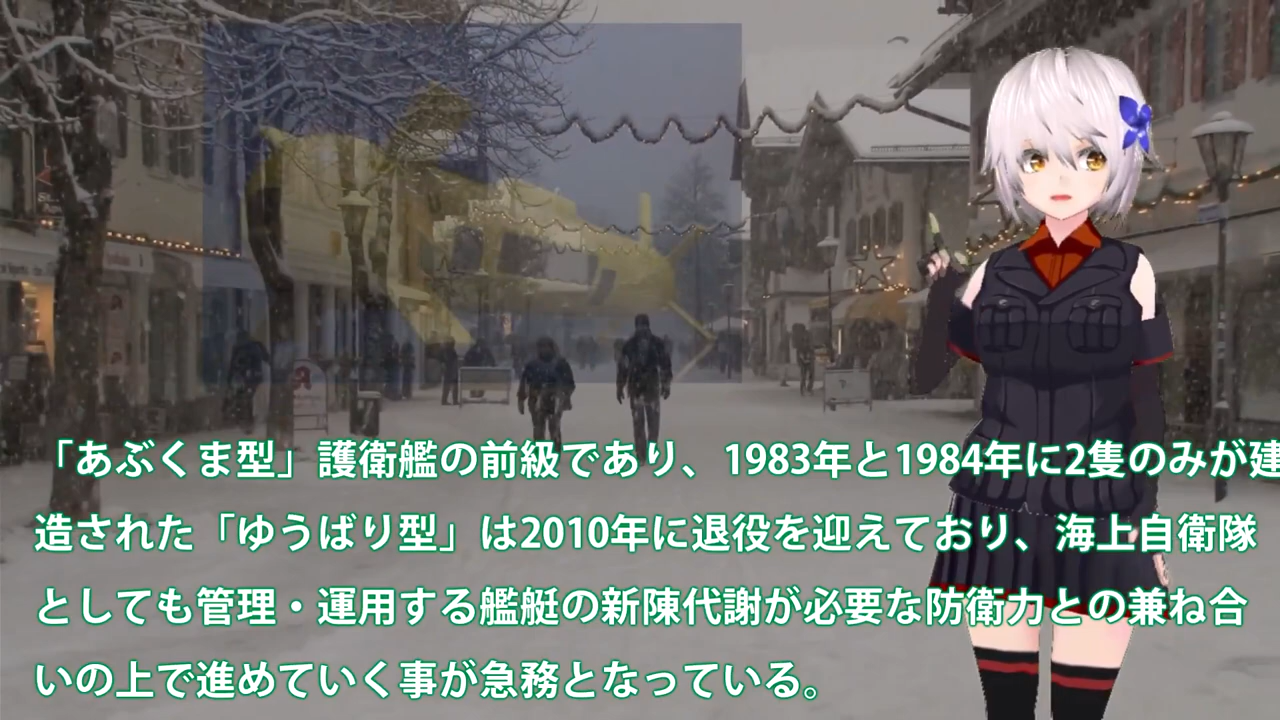 「あぶくま型」護衛艦の前級であり、1983年と1984年に2隻のみが建
造された「ゆうばり型」は2010年に退役を迎えており、海上自衛隊
としても管理・運用する艦艇の新陳代謝が必要な防衛力との兼ね合
いの上で進めていく事が急務となっている。